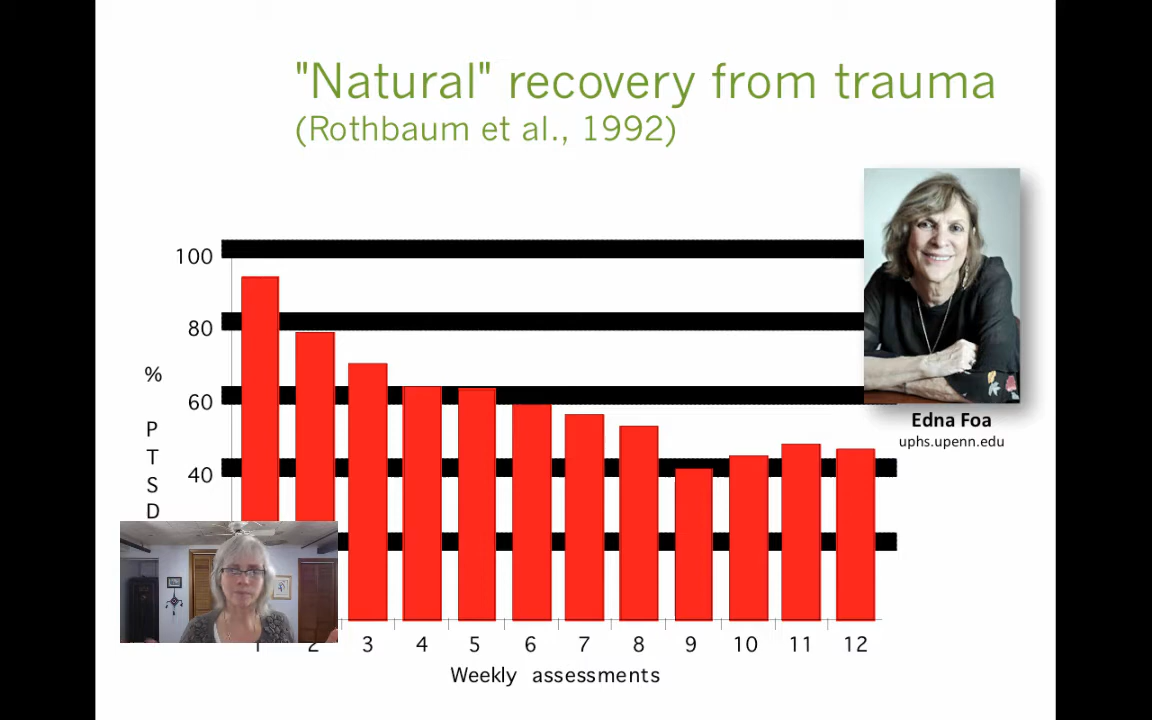 "Natural" recovery from trauma
(Rothbaum et al., 1992)
100
80
60
40
%
P
T
S
D
Edna Foa
uphs.upenn.edu
1 2 3 4 5 6 7 8 9 10 11 12
Weekly assessments